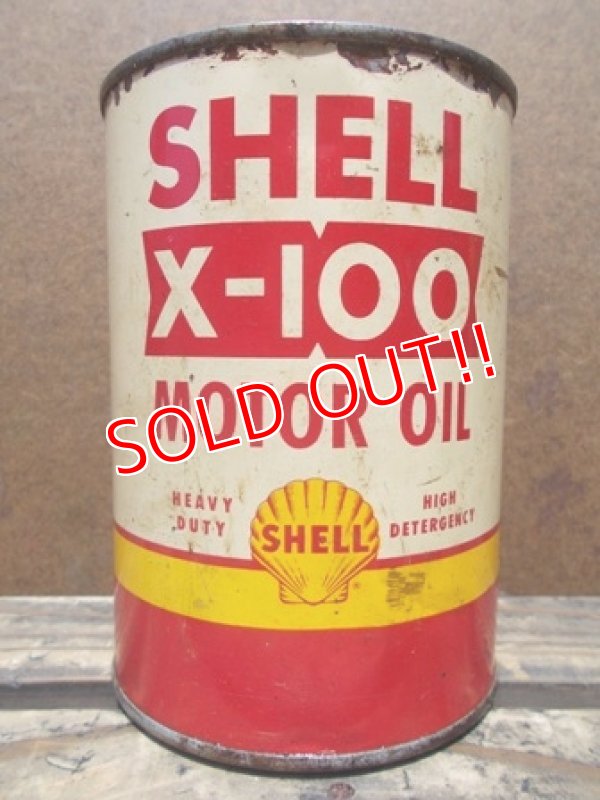 SHELL
X-100
MOTOR OIL
SOLD OUT!!
HEAVY DUTY
HIGH DETERGENCY
SHELL